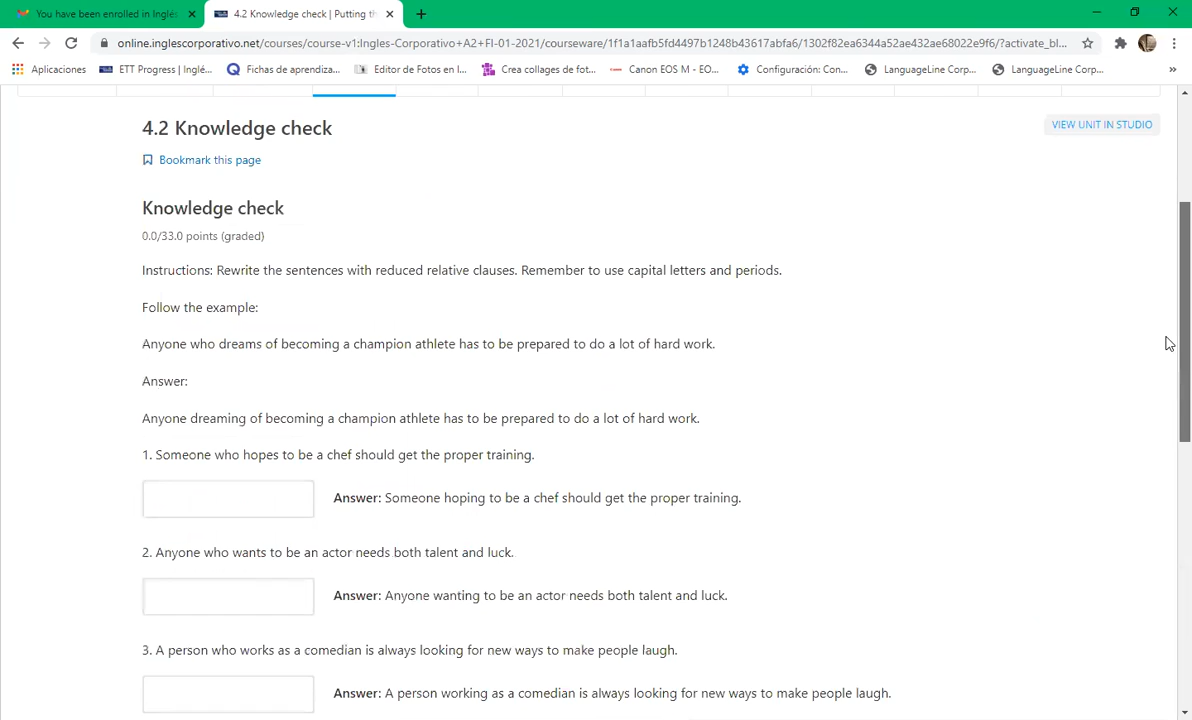 You have been enrolled in Inglés
4.2 Knowledge check | Putting th
online.inglescorporativo.net/courses/course-v1:Ingles-Corporativo+A2+FI-01-2021/courseware/1f1a1aafb5fd4497b1248b43617abfa6/1302f82ea6344a52ae432ae68022e9f6/?activate_bl...
Aplicaciones ETT Progress | Inglé... Fichas de aprendiza... Editor de Fotos en l... Crea collages de fot... Canon EOS M - EO... Configuración: Con... LanguageLine Corp... LanguageLine Corp... »
4.2 Knowledge check
VIEW UNIT IN STUDIO
Bookmark this page
Knowledge check
0.0/33.0 points (graded)
Instructions: Rewrite the sentences with reduced relative clauses. Remember to use capital letters and periods.
Follow the example:
Anyone who dreams of becoming a champion athlete has to be prepared to do a lot of hard work.
Answer:
Anyone dreaming of becoming a champion athlete has to be prepared to do a lot of hard work.
1. Someone who hopes to be a chef should get the proper training.
Answer: Someone hoping to be a chef should get the proper training.
2. Anyone who wants to be an actor needs both talent and luck.
Answer: Anyone wanting to be an actor needs both talent and luck.
3. A person who works as a comedian is always looking for new ways to make people laugh.
Answer: A person working as a comedian is always looking for new ways to make people laugh.